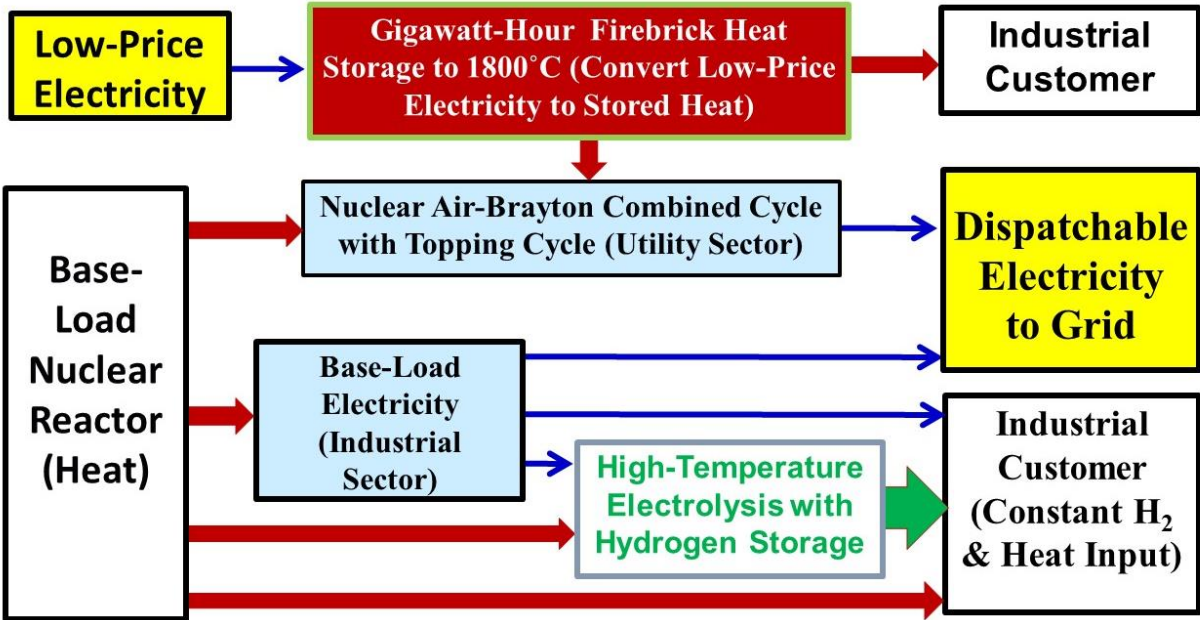 Low-Price
Electricity
Gigawatt-Hour Firebrick Heat
Storage to 1800˚C (Convert Low-Price
Electricity to Stored Heat)
Industrial
Customer
Base-
Load
Nuclear
Reactor
(Heat)
Nuclear Air-Brayton Combined Cycle
with Topping Cycle (Utility Sector)
Dispatchable
Electricity
to Grid
Base-Load
Electricity
(Industrial
Sector)
High-Temperature
Electrolysis with
Hydrogen Storage
Industrial
Customer
(Constant H₂
& Heat Input)